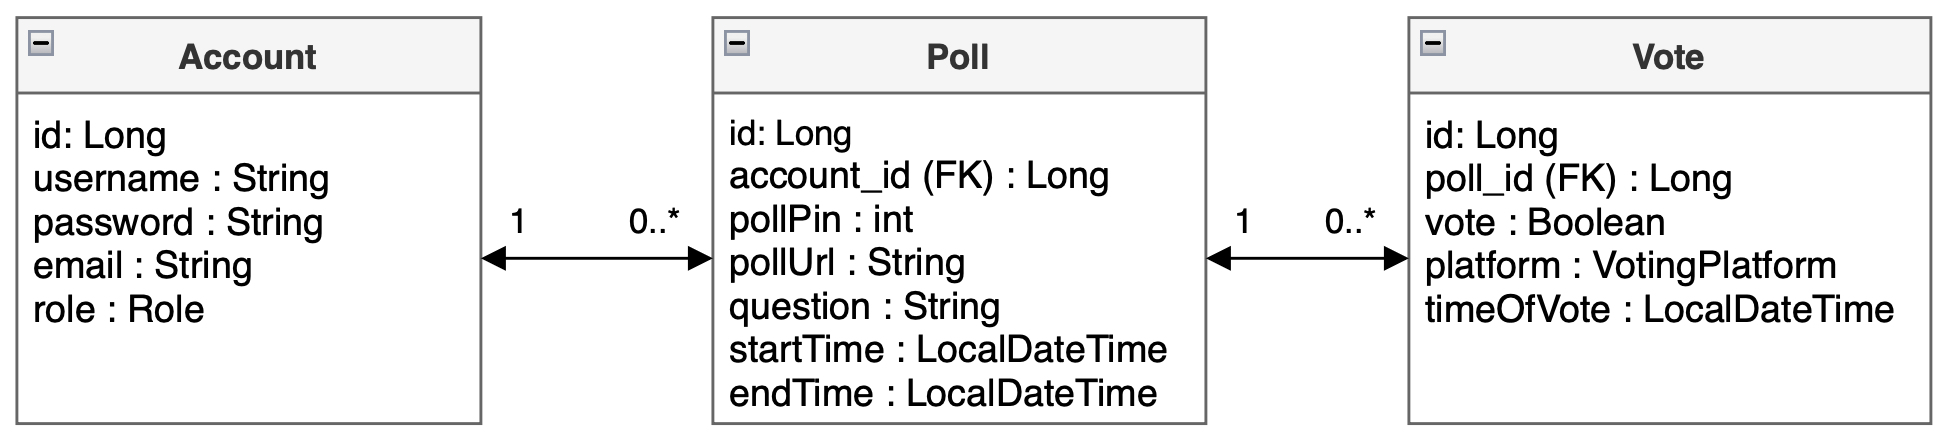 Account
id: Long
username : String
password : String
email : String
role : Role
1 0..*
Poll
id: Long
account_id (FK) : Long
pollPin : int
pollUrl : String
question : String
startTime : LocalDateTime
endTime : LocalDateTime
1 0..*
Vote
id: Long
poll_id (FK) : Long
vote : Boolean
platform : VotingPlatform
timeOfVote : LocalDateTime